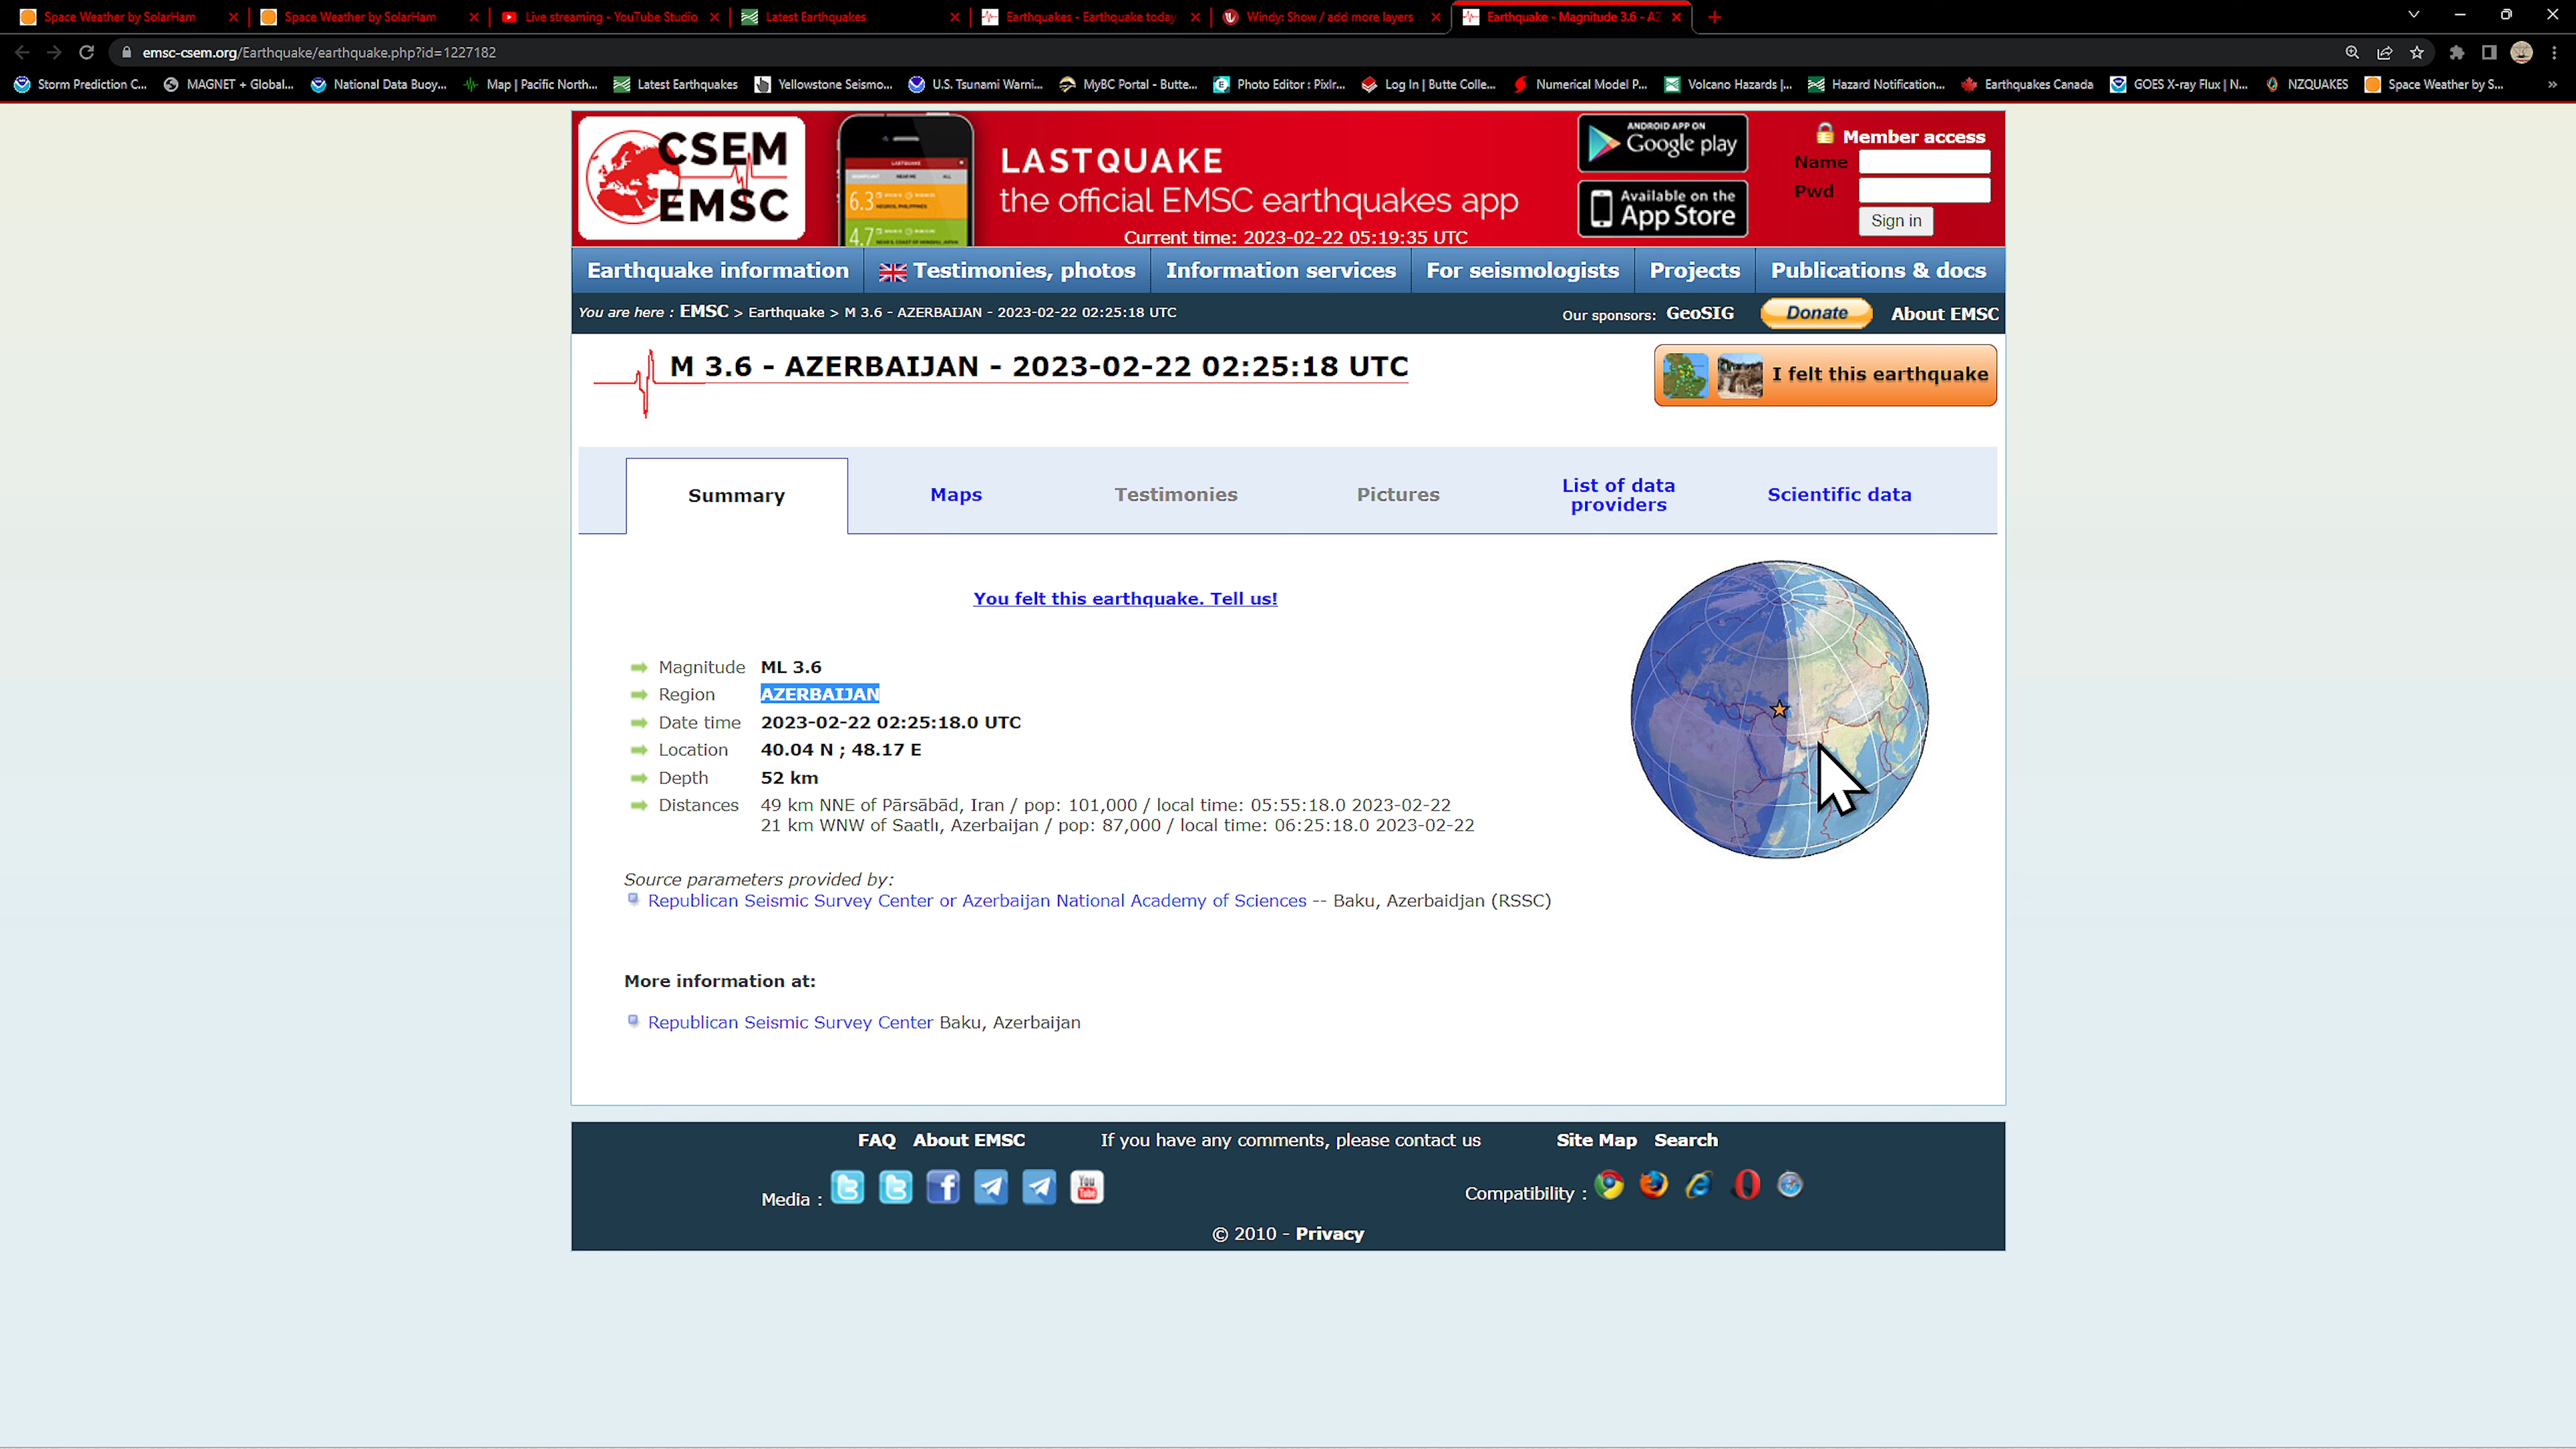 Space Weather by SolarHam
Space Weather by SolarHam
Live streaming - YouTube Studio
Latest Earthquakes
Earthquakes - Earthquake today
Windy: Show / add more layers
Earthquake - Magnitude 3.6 - AZ
emsc-csem.org/Earthquake/earthquake.php?id=1227182
Storm Prediction C...
MAGNET + Global...
National Data Buoy...
Map | Pacific North...
Latest Earthquakes
Yellowstone Seismo...
U.S. Tsunami Warni...
MyBC Portal - Butte...
Photo Editor : Pixlr...
Log In | Butte Colle...
Numerical Model P...
Volcano Hazards |...
Hazard Notification...
Earthquakes Canada
GOES X-ray Flux | N...
NZQUAKES
Space Weather by S...
CSEM
EMSC
LASTQUAKE
6.3
4.7
LASTQUAKE
the official EMSC earthquakes app
Current time: 2023-02-22 05:19:35 UTC
ANDROID APP ON
Google play
Available on the
App Store
Member access
Name
Pwd
Sign in
Earthquake information
Testimonies, photos
Information services
For seismologists
Projects
Publications & docs
You are here : EMSC > Earthquake > M 3.6 - AZERBAIJAN - 2023-02-22 02:25:18 UTC
Our sponsors: GeoSIG
Donate
About EMSC
M 3.6 - AZERBAIJAN - 2023-02-22 02:25:18 UTC
I felt this earthquake
Summary
Maps
Testimonies
Pictures
List of data
providers
Scientific data
You felt this earthquake. Tell us!
Magnitude ML 3.6
Region AZERBAIJAN
Date time 2023-02-22 02:25:18.0 UTC
Location 40.04 N ; 48.17 E
Depth 52 km
Distances 49 km NNE of Pārsābād, Iran / pop: 101,000 / local time: 05:55:18.0 2023-02-22
21 km WNW of Saatlı, Azerbaijan / pop: 87,000 / local time: 06:25:18.0 2023-02-22
Source parameters provided by:
Republican Seismic Survey Center or Azerbaijan National Academy of Sciences -- Baku, Azerbaidjan (RSSC)
More information at:
Republican Seismic Survey Center Baku, Azerbaijan
FAQ About EMSC
If you have any comments, please contact us
Site Map Search
Media :
You
Tube
Compatibility :
© 2010 - Privacy